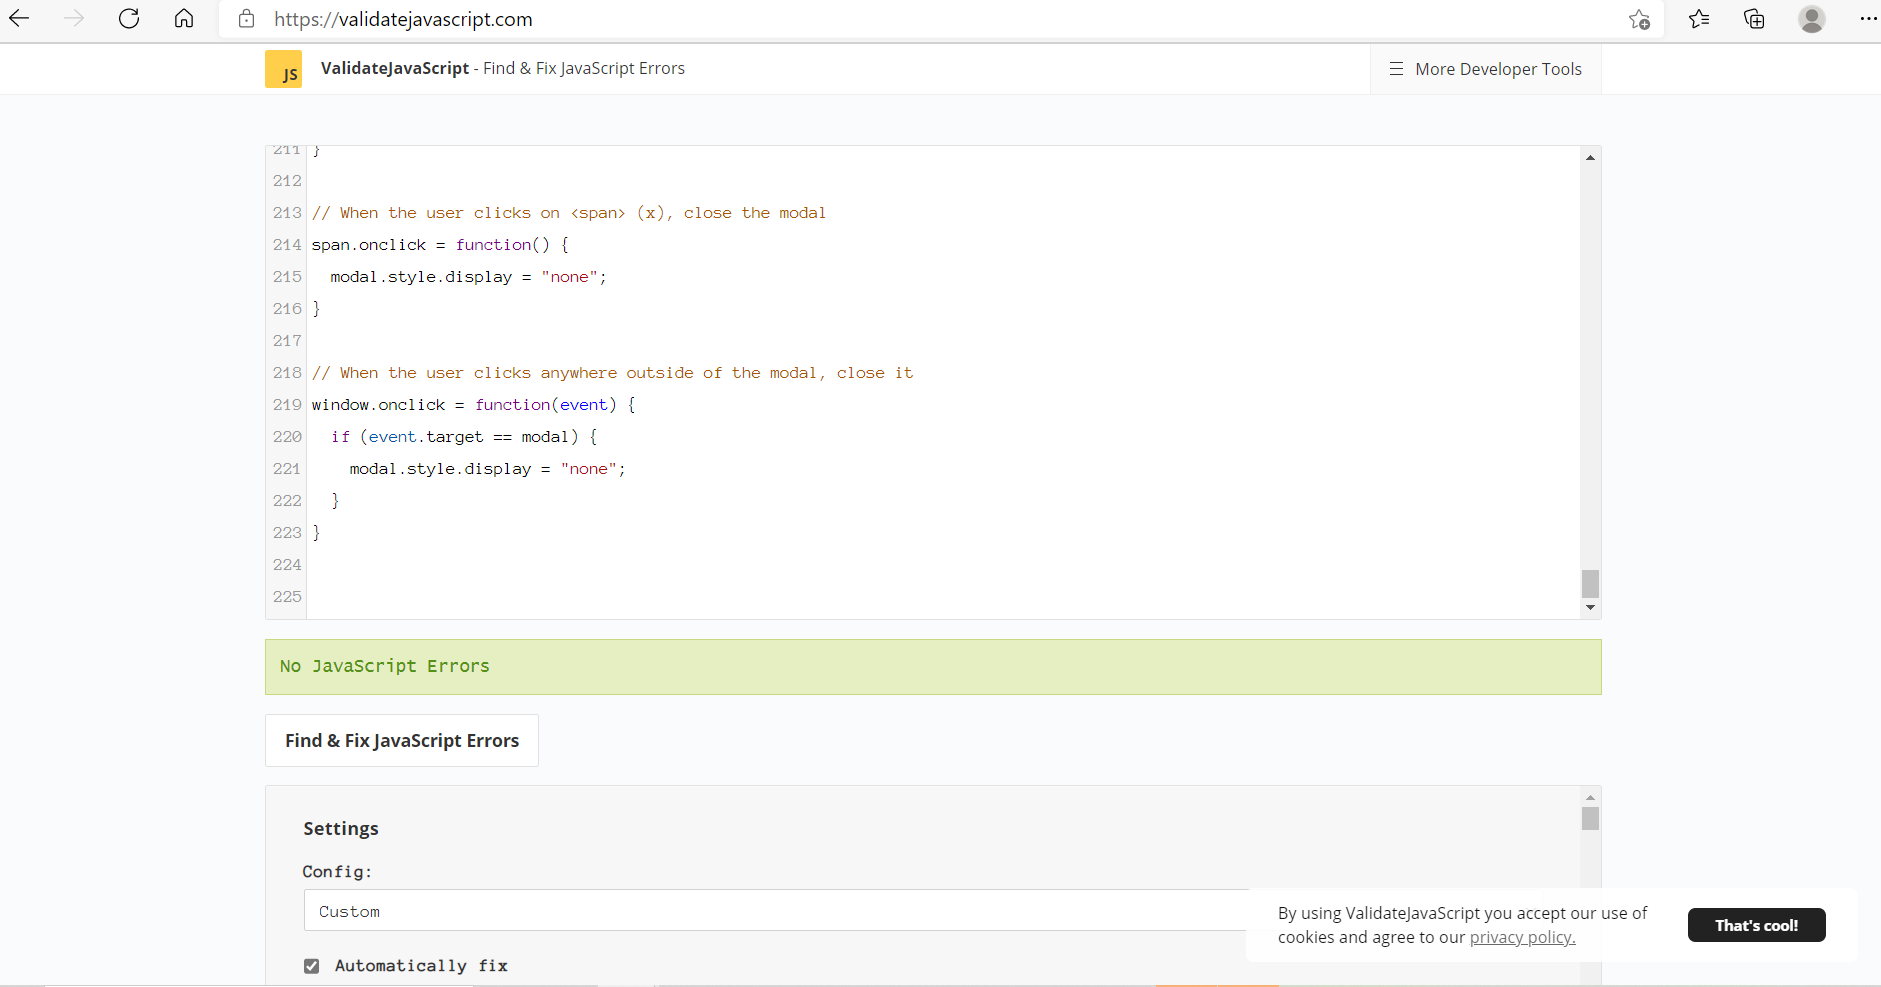 https://validatejavascript.com
JS
ValidateJavaScript - Find & Fix JavaScript Errors
☰ More Developer Tools
211 }
212
213 // When the user clicks on <span> (x), close the modal
214 span.onclick = function() {
215   modal.style.display = "none";
216 }
217
218 // When the user clicks anywhere outside of the modal, close it
219 window.onclick = function(event) {
220   if (event.target == modal) {
221     modal.style.display = "none";
222   }
223 }
224
225
No JavaScript Errors
Find & Fix JavaScript Errors
Settings
Config:
Custom
Automatically fix
By using ValidateJavaScript you accept our use of
cookies and agree to our privacy policy.
That's cool!